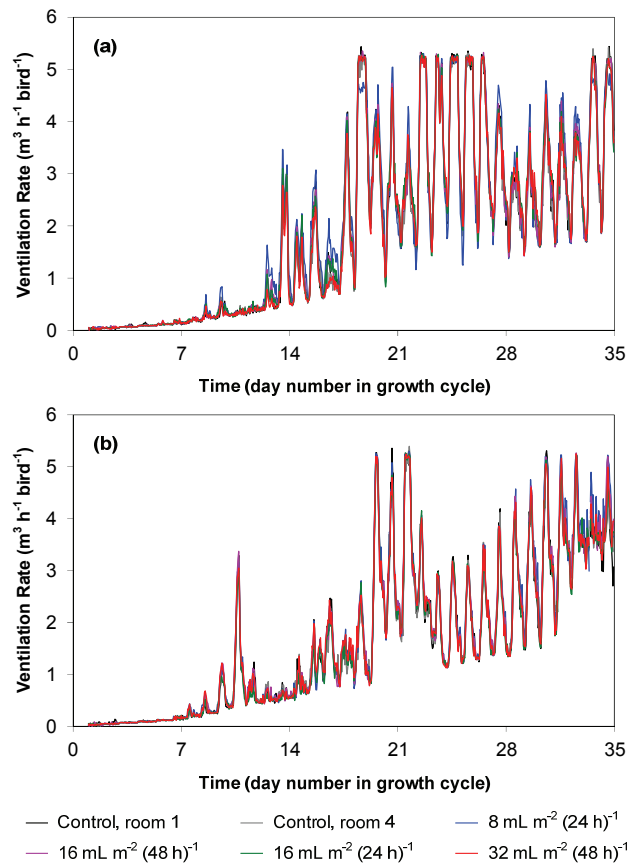 6
(a)
5
4
3
2
1
0
Ventilation Rate (m³ h⁻¹ bird⁻¹)
0 7 14 21 28 35
Time (day number in growth cycle)
6
(b)
5
4
3
2
1
0
Ventilation Rate (m³ h⁻¹ bird⁻¹)
0 7 14 21 28 35
Time (day number in growth cycle)
Control, room 1 Control, room 4 8 mL m⁻² (24 h)⁻¹
16 mL m⁻² (48 h)⁻¹ 16 mL m⁻² (24 h)⁻¹ 32 mL m⁻² (48 h)⁻¹